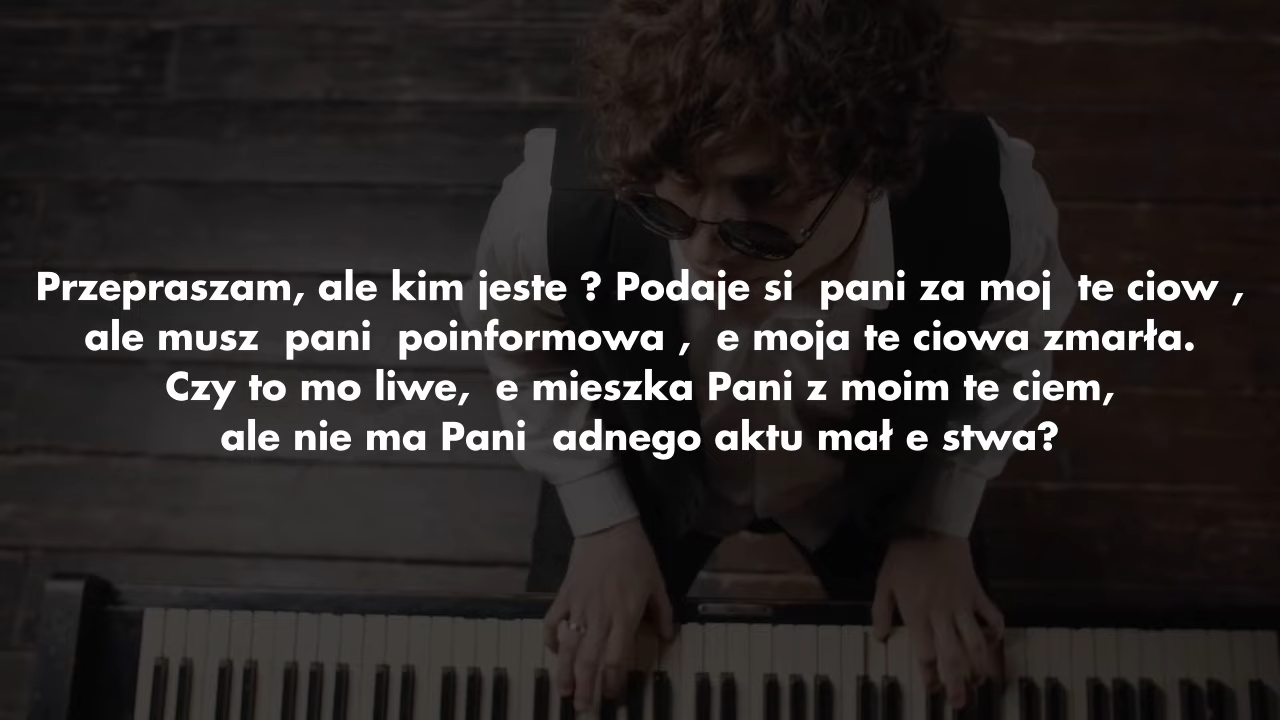 Przepraszam, ale kim jeste ? Podaje si  pani za moj  te ciow ,
ale musz  pani  poinformowa ,  e moja te ciowa zmarła.
Czy to mo liwe,  e mieszka Pani z moim te ciem,
ale nie ma Pani  adnego aktu mał e stwa?